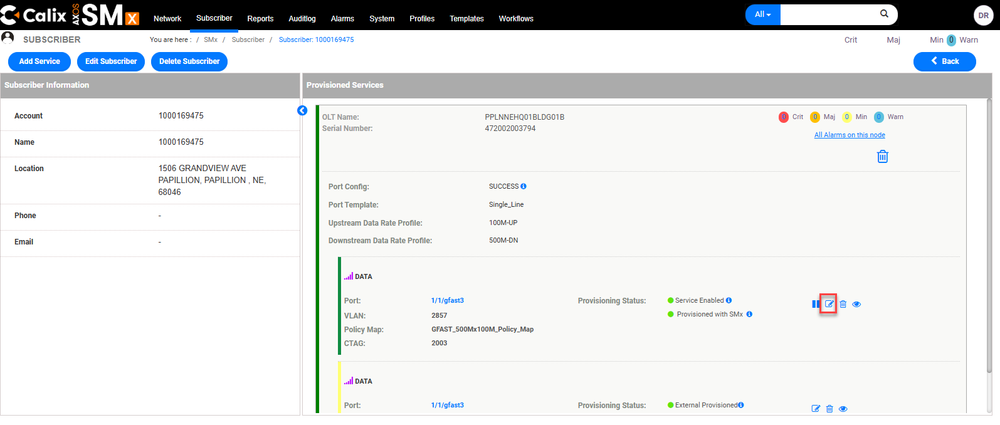 Calix AXOS SMx Network Subscriber Reports Auditlog Alarms System Profiles Templates Workflows All DR
SUBSCRIBER You are here : / SMx / Subscriber / Subscriber: 1000169475 Crit Maj Min 0 Warn
Add Service Edit Subscriber Delete Subscriber Back
Subscriber Information
Account 1000169475
Name 1000169475
Location 1506 GRANDVIEW AVE
PAPILLION, PAPILLION , NE,
68046
Phone -
Email -
Provisioned Services
OLT Name: PPLNNEHQ01BLDG01B 0 Crit 0 Maj 0 Min 0 Warn
Serial Number: 472002003794
All Alarms on this node
Port Config: SUCCESS
Port Template: Single_Line
Upstream Data Rate Profile: 100M-UP
Downstream Data Rate Profile: 500M-DN
DATA
Port: 1/1/gfast3 Provisioning Status: Service Enabled
VLAN: 2857 Provisioned with SMx
Policy Map: GFAST_500Mx100M_Policy_Map
CTAG: 2003
DATA
Port: 1/1/gfast3 Provisioning Status: External Provisioned